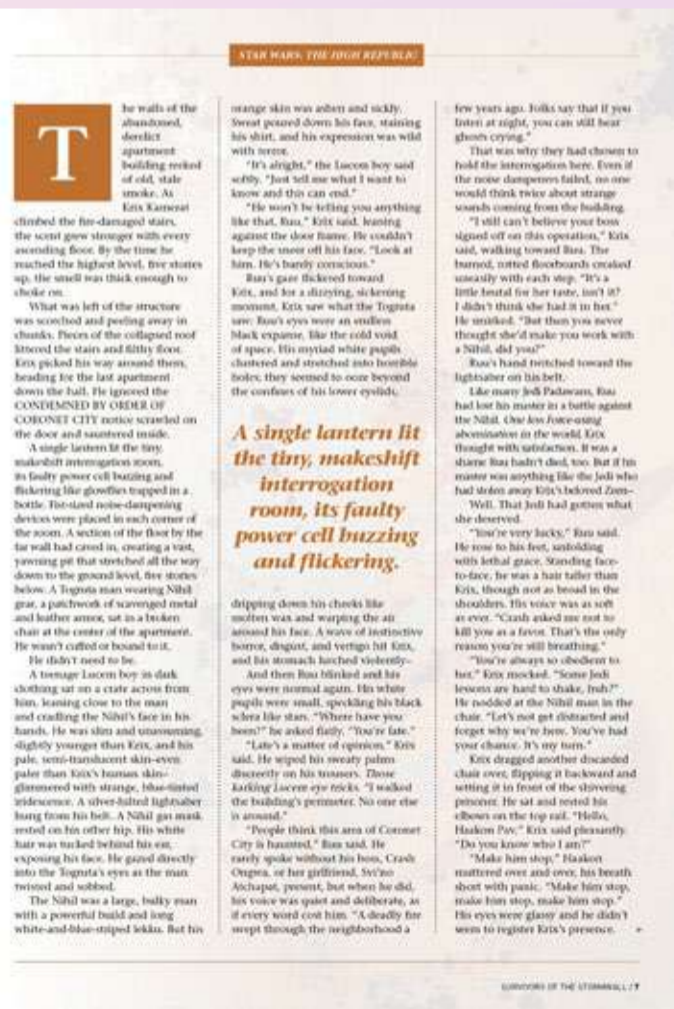 STAR WARS: THE HIGH REPUBLIC
T
he walls of the
abandoned,
derelict
apartment
building reeked
of old, stale
smoke. As
Krix Kamerat
climbed the fire-damaged stairs,
the scent grew stronger with every
ascending floor. By the time he
reached the highest level, five stories
up, the smell was thick enough to
choke on.
What was left of the structure
was scorched and peeling away in
chunks. Pieces of the collapsed roof
littered the stairs and filthy floor.
Krix picked his way around them,
heading for the last apartment
down the hall. He ignored the
CONDEMNED BY ORDER OF
CORONET CITY notice scrawled on
the door and sauntered inside.
A single lantern lit the tiny,
makeshift interrogation room,
its faulty power cell buzzing and
flickering like glowflies trapped in a
bottle. Fist-sized noise-dampening
devices were placed in each corner of
the room. A section of the floor by the
far wall had caved in, creating a vast,
yawning pit that stretched all the way
down to the ground level, five stories
below. A Togruta man wearing Nihil
gear, a patchwork of scavenged metal
and leather armor, sat in a broken
chair at the center of the apartment.
He wasn't cuffed or bound to it.
He didn't need to be.
A teenage Lucem boy in dark
clothing sat on a crate across from
him, leaning close to the man
and cradling the Nihil's face in his
hands. He was slim and unassuming,
slightly younger than Krix, and his
pale, semi-translucent skin–even
paler than Krix's human skin–
glimmered with strange, blue-tinted
iridescence. A silver-hilted lightsaber
hung from his belt. A Nihil gas mask
rested on his other hip. His white
hair was tucked behind his ear,
exposing his face. He gazed directly
into the Togruta's eyes as the man
twisted and sobbed.
The Nihil was a large, bulky man
with a powerful build and long
white-and-blue-striped lekku. But his
orange skin was ashen and sickly.
Sweat poured down his face, staining
his shirt, and his expression was wild
with terror.
"It's alright," the Lucem boy said
softly. "Just tell me what I want to
know and this can end."
"He won't be telling you anything
like that, Ruu," Krix said, leaning
against the door frame. He couldn't
keep the sneer off his face. "Look at
him. He's barely conscious."
Ruu's gaze flickered toward
Krix, and for a dizzying, sickening
moment, Krix saw what the Togruta
saw. Ruu's eyes were an endless
black expanse, like the cold void
of space. His myriad white pupils
clustered and stretched into horrible
holes; they seemed to ooze beyond
the confines of his lower eyelids,
A single lantern lit
the tiny, makeshift
interrogation
room, its faulty
power cell buzzing
and flickering.
dripping down his cheeks like
molten wax and warping the air
around his face. A wave of instinctive
horror, disgust, and vertigo hit Krix,
and his stomach lurched violently–
And then Ruu blinked and his
eyes were normal again. His white
pupils were small, speckling his black
sclera like stars. "Where have you
been?" he asked flatly. "You're late."
"Late's a matter of opinion," Krix
said. He wiped his sweaty palms
discreetly on his trousers. Those
karking Lucem eye tricks. "I walked
the building's perimeter. No one else
is around."
"People think this area of Coronet
City is haunted," Ruu said. He
rarely spoke without his boss, Crash
Ongwa, or her girlfriend, Svi'no
Atchapat, present, but when he did,
his voice was quiet and deliberate, as
if every word cost him. "A deadly fire
swept through the neighborhood a
few years ago. Folks say that if you
listen at night, you can still hear
ghosts crying."
That was why they had chosen to
hold the interrogation here. Even if
the noise dampeners failed, no one
would think twice about strange
sounds coming from the building.
"I still can't believe your boss
signed off on this operation," Krix
said, walking toward Ruu. The
burned, rotted floorboards creaked
uneasily with each step. "It's a
little brutal for her taste, isn't it?
I didn't think she had it in her."
He smirked. "But then you never
thought she'd make you work with
a Nihil, did you?"
Ruu's hand twitched toward the
lightsaber on his belt.
Like many Jedi Padawans, Ruu
had lost his master in a battle against
the Nihil. One less Force-using
abomination in the world, Krix
thought with satisfaction. It was a
shame Ruu hadn't died, too. But if his
master was anything like the Jedi who
had stolen away Krix's beloved Zeen–
Well. That Jedi had gotten what
she deserved.
"You're very lucky," Ruu said.
He rose to his feet, unfolding
with lethal grace. Standing face-
to-face, he was a hair taller than
Krix, though not as broad in the
shoulders. His voice was as soft
as ever. "Crash asked me not to
kill you as a favor. That's the only
reason you're still breathing."
"You're always so obedient to
her," Krix mocked. "Some Jedi
lessons are hard to shake, huh?"
He nodded at the Nihil man in the
chair. "Let's not get distracted and
forget why we're here. You've had
your chance. It's my turn."
Krix dragged another discarded
chair over, flipping it backward and
setting it in front of the shivering
prisoner. He sat and rested his
elbows on the top rail. "Hello,
Haakon Pav," Krix said pleasantly.
"Do you know who I am?"
"Make him stop," Haakon
muttered over and over, his breath
short with panic. "Make him stop,
make him stop, make him stop."
His eyes were glassy and he didn't
seem to register Krix's presence.
SURVIVORS OF THE STORMWALL / 7